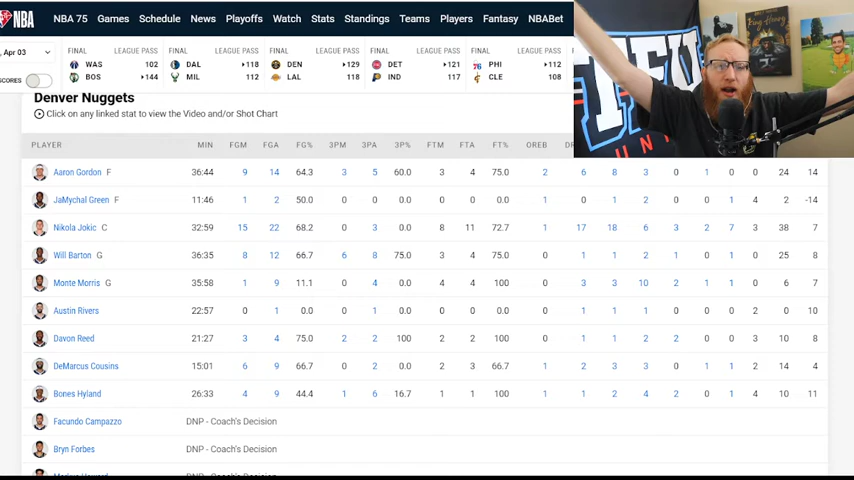 NBA
NBA 75 Games Schedule News Playoffs Watch Stats Standings Teams Players Fantasy NBABet
, Apr 03
SCORES
FINAL LEAGUE PASS FINAL LEAGUE PASS FINAL LEAGUE PASS FINAL LEAGUE PASS FINAL LEAGUE PASS
WAS 102 DAL 118 DEN 129 DET 121 PHI 112
BOS 144 MIL 112 LAL 118 IND 117 CLE 108
Denver Nuggets
Click on any linked stat to view the Video and/or Shot Chart
PLAYER MIN FGM FGA FG% 3PM 3PA 3P% FTM FTA FT% OREB
Aaron Gordon F 36:44 9 14 64.3 3 5 60.0 3 4 75.0 2 6 8 3 0 1 0 0 24 14
JaMychal Green F 11:46 1 2 50.0 0 0 0.0 0 0 0.0 1 0 1 2 0 0 1 4 2 -14
Nikola Jokic C 32:59 15 22 68.2 0 3 0.0 8 11 72.7 1 17 18 6 3 2 7 3 38 7
Will Barton G 36:35 8 12 66.7 6 8 75.0 3 4 75.0 0 1 1 2 1 0 1 0 25 8
Monte Morris G 35:58 1 9 11.1 0 4 0.0 4 4 100 0 3 3 10 2 1 1 0 6 7
Austin Rivers 22:57 0 1 0.0 0 1 0.0 0 0 0.0 0 1 1 1 0 0 0 2 0 10
Davon Reed 21:27 3 4 75.0 2 2 100 2 2 100 0 1 1 2 2 0 0 3 10 8
DeMarcus Cousins 15:01 6 9 66.7 0 2 0.0 2 3 66.7 1 2 3 3 0 1 1 2 14 4
Bones Hyland 26:33 4 9 44.4 1 6 16.7 1 1 100 1 1 2 4 2 0 1 4 10 11
Facundo Campazzo DNP - Coach's Decision
Bryn Forbes DNP - Coach's Decision